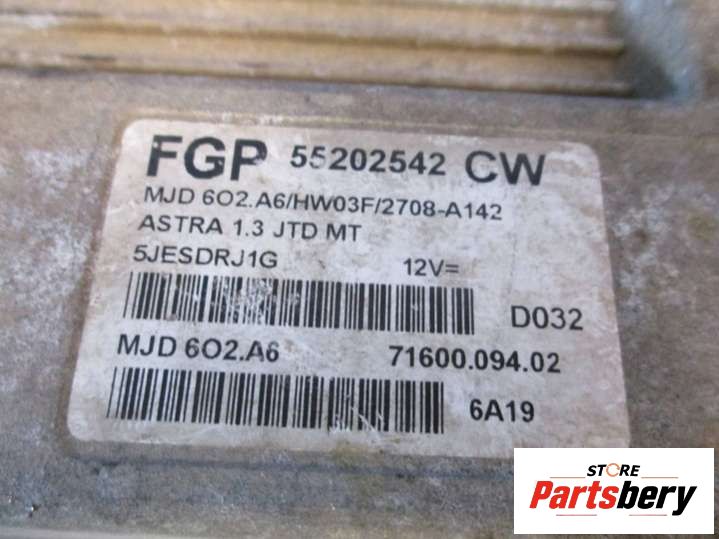 FGP 55202542 CW
MJD 6O2.A6/HW03F/2708-A142
ASTRA 1.3 JTD MT
5JESDRJ1G 12V=
D032
MJD 6O2.A6 71600.094.02
6A19
STORE
Partsbery